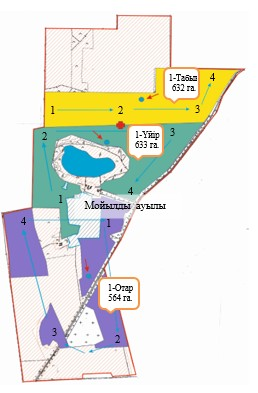 4
1-Табын
632 га.
1 2 3
2 3
1-Үйір
633 га.
4
1
Мойылды ауылы
4 1
1-Отар
564 га.
3 2